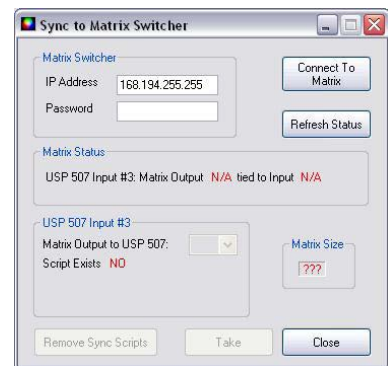 Sync to Matrix Switcher
Matrix Switcher
IP Address 168.194.255.255
Password
Connect To
Matrix
Refresh Status
Matrix Status
USP 507 Input #3: Matrix Output N/A tied to Input N/A
USP 507 Input #3
Matrix Output to USP 507:
Script Exists NO
Matrix Size
???
Remove Sync Scripts
Take
Close